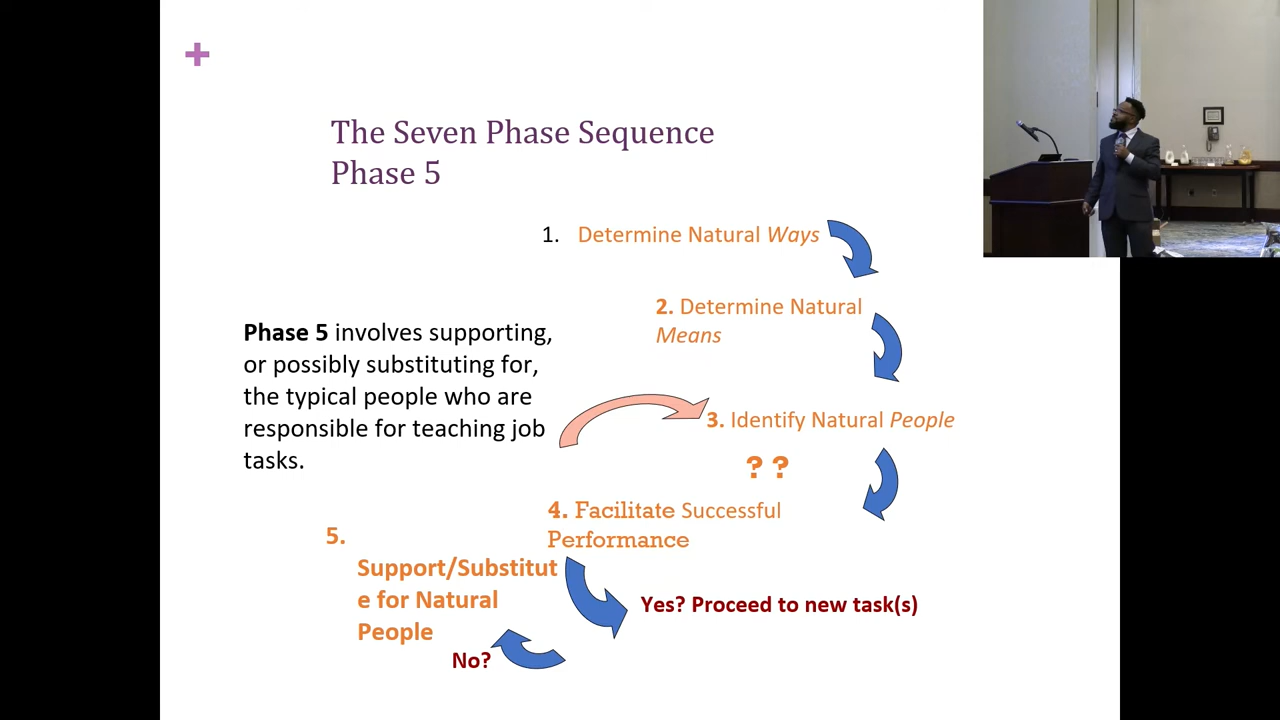 +
The Seven Phase Sequence
Phase 5
1. Determine Natural Ways
2. Determine Natural
Means
Phase 5 involves supporting,
or possibly substituting for,
the typical people who are
responsible for teaching job
tasks.
3. Identify Natural People
? ?
4. Facilitate Successful
Performance
5.
Support/Substitut
e for Natural
People
Yes? Proceed to new task(s)
No?